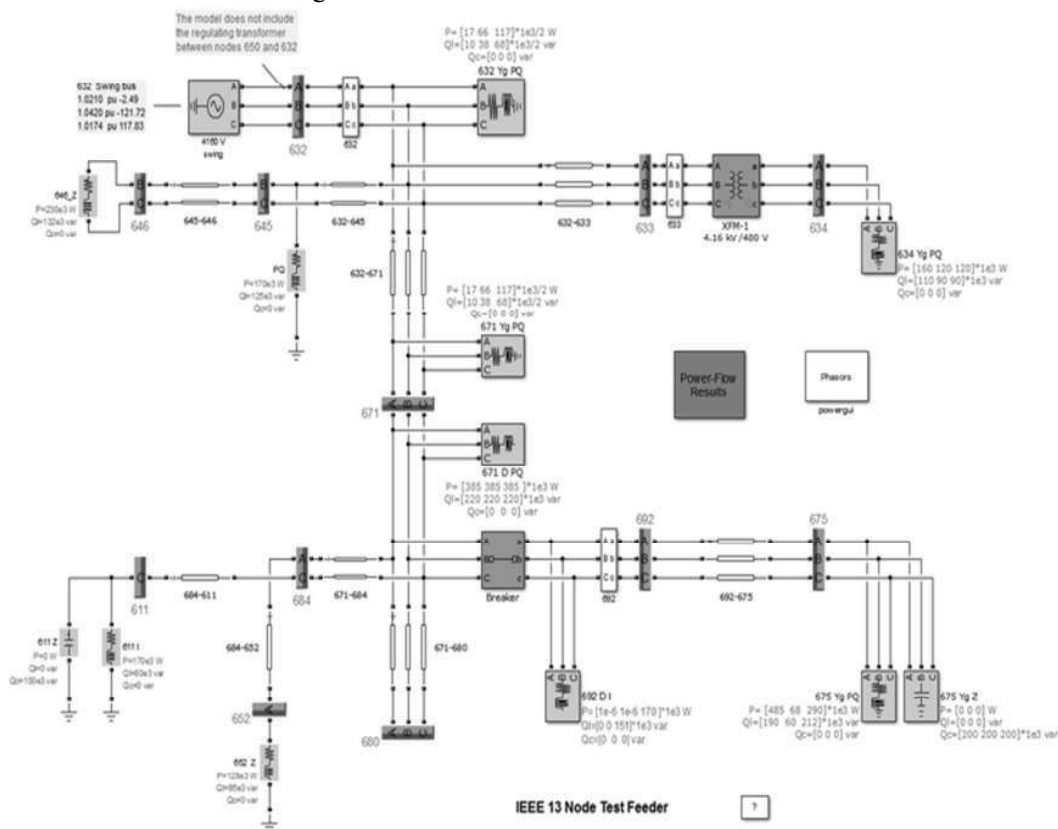 The model does not include
the regulating transformer
between nodes 650 and 632
P= [17 66 117]*1e3/2 W
Ql=[10 38 68]*1e3/2 var
Qc=[0 0 0] var
632 Yg PQ
632 Swing bus
1.0210 pu -2.49
1.0420 pu -121.72
1.0174 pu 117.83
A
B
C
4160 V
swing
A
B
C
632
A a
B b
C c
632
A
B
C
646_Z
P=230e3 W
Ql=132e3 var
Qc=0 var
B
C
646
645-646
B
C
645
632-645
632-633
A
B
C
633
A a
B b
C c
633
A
B
C
a
b
c
XFM-1
4.16 kV /480 V
A
B
C
634
A B C
634 Yg PQ
P= [160 120 120]*1e3 W
Ql=[110 90 90]*1e3 var
Qc=[0 0 0] var
PQ
P=170e3 W
Ql=125e3 var
Qc=0 var
632-671
P= [17 66 117]*1e3/2 W
Ql=[10 38 68]*1e3/2 var
Qc=[0 0 0] var
671 Yg PQ
A
B
C
671
A B C
Power-Flow
Results
Phasors
powergui
A
B
C
671 D PQ
P= [385 385 385 ]*1e3 W
Ql=[220 220 220]*1e3 var
Qc=[0 0 0] var
A
B
C
a
b
c
Breaker
A a
B b
C c
692
692
A
B
C
692-675
675
A
B
C
C
611
684-611
A
C
684
671-684
611 Z
P=0 W
Ql=0 var
Qc=100e3 var
611 I
P=170e3 W
Ql=80e3 var
Qc=0 var
684-652
652
A
652 Z
P=128e3 W
Ql=86e3 var
Qc=0 var
671-680
680
A B C
A B C
692 D I
P= [1e-6 1e-6 170]*1e3 W
Ql=[0 0 151]*1e3 var
Qc=[0 0 0] var
A B C
675 Yg PQ
P= [485 68 290]*1e3 W
Ql=[190 60 212]*1e3 var
Qc=[0 0 0] var
A B C
675 Yg Z
P= [0 0 0] W
Ql=[0 0 0] var
Qc=[200 200 200]*1e3 var
IEEE 13 Node Test Feeder
?